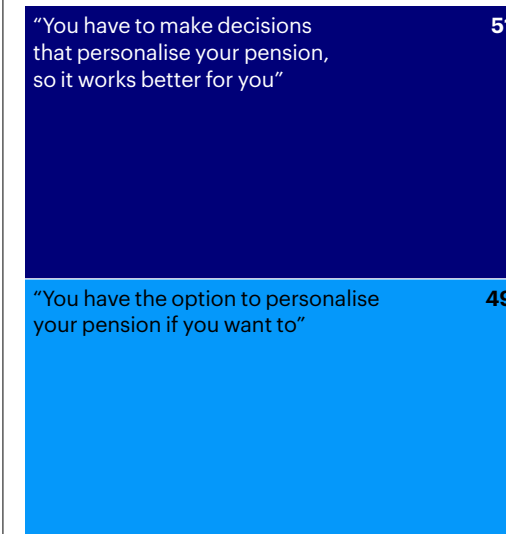 “You have to make decisions
that personalise your pension,
so it works better for you”
“You have the option to personalise
your pension if you want to”